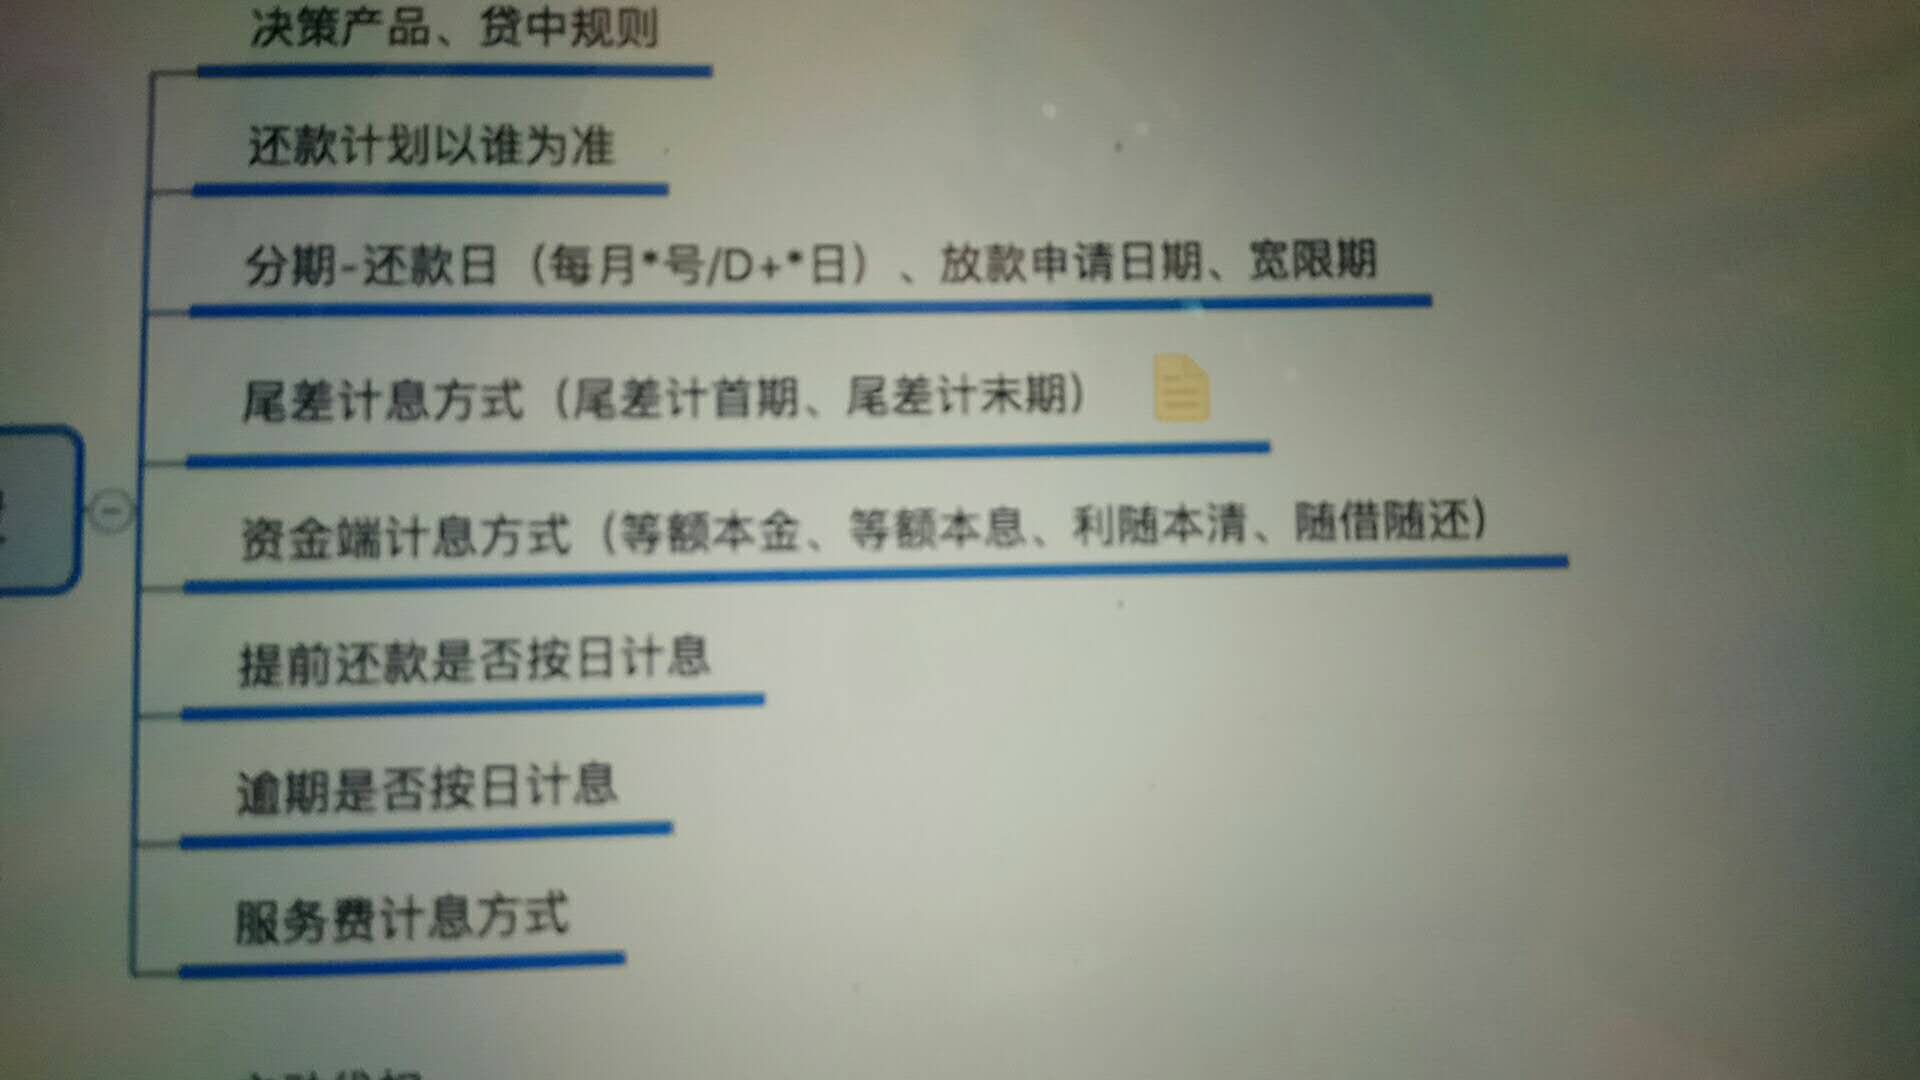 决策产品、贷中规则
还款计划以谁为准
分期-还款日（每月*号/D+*日）、放款申请日期、宽限期
尾差计息方式（尾差计首期、尾差计末期）
资金端计息方式（等额本金、等额本息、利随本清、随借随还）
提前还款是否按日计息
逾期是否按日计息
服务费计息方式